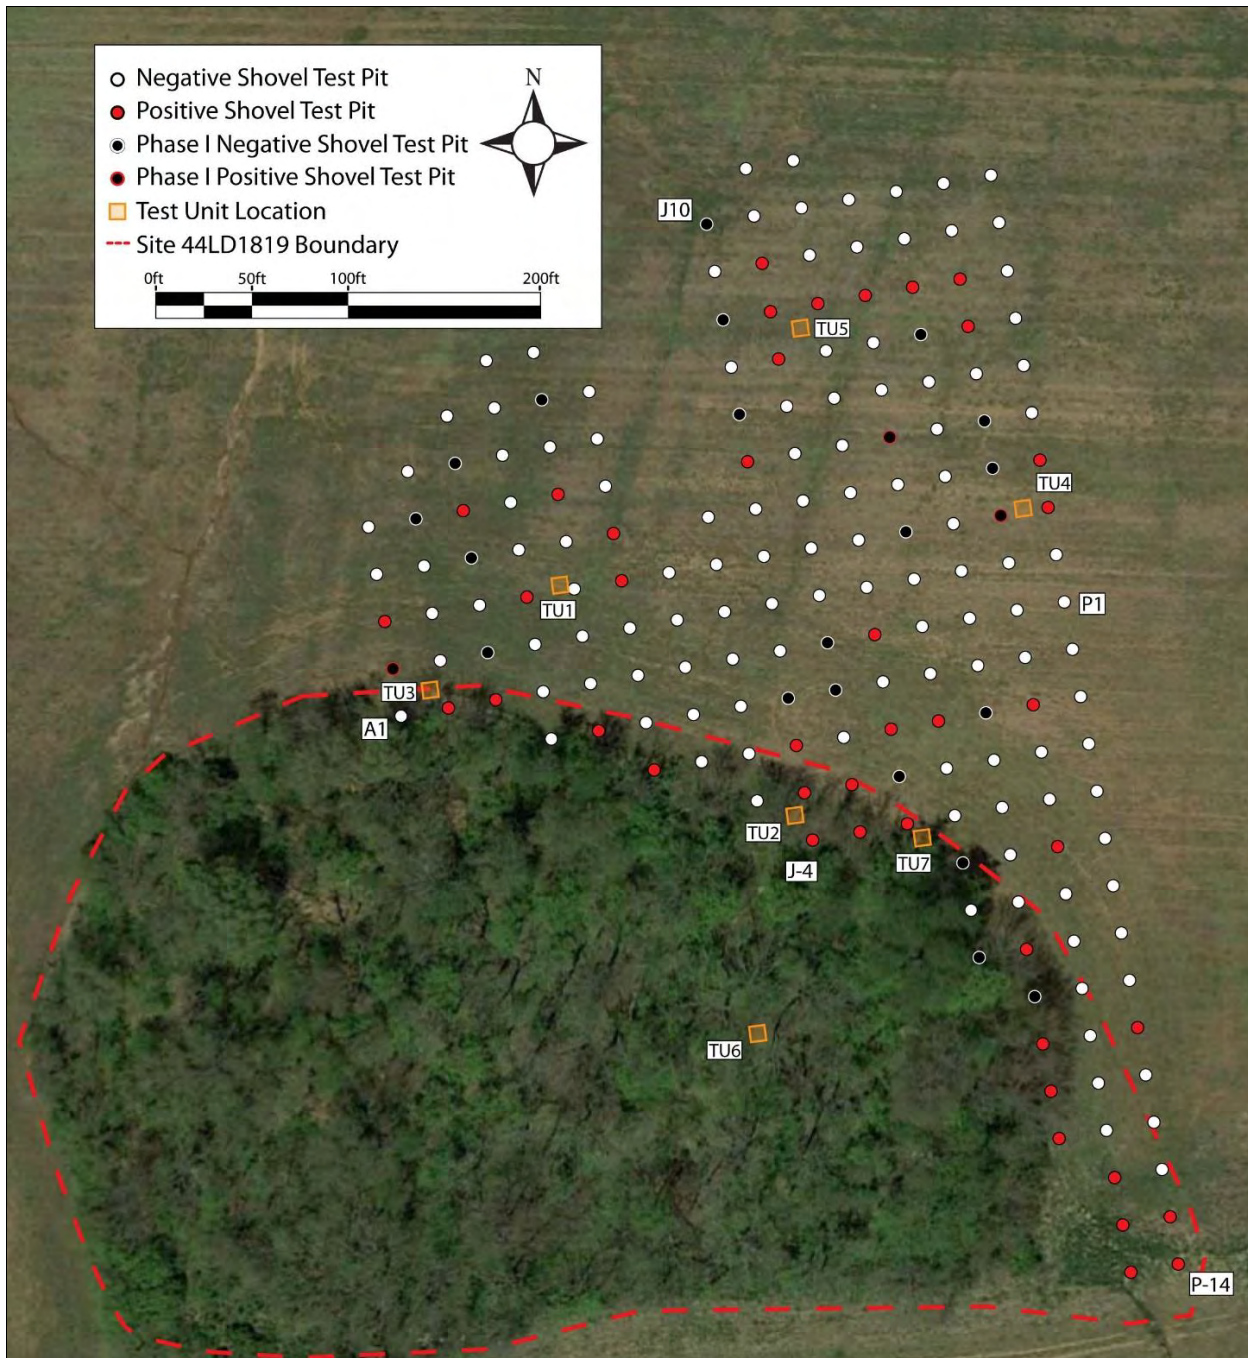 Negative Shovel Test Pit
Positive Shovel Test Pit
Phase I Negative Shovel Test Pit
Phase I Positive Shovel Test Pit
Test Unit Location
Site 44LD1819 Boundary
N
0ft 50ft 100ft 200ft
J10
TU5
TU4
TU1
P1
TU3
A1
TU2
TU7
J-4
TU6
P-14